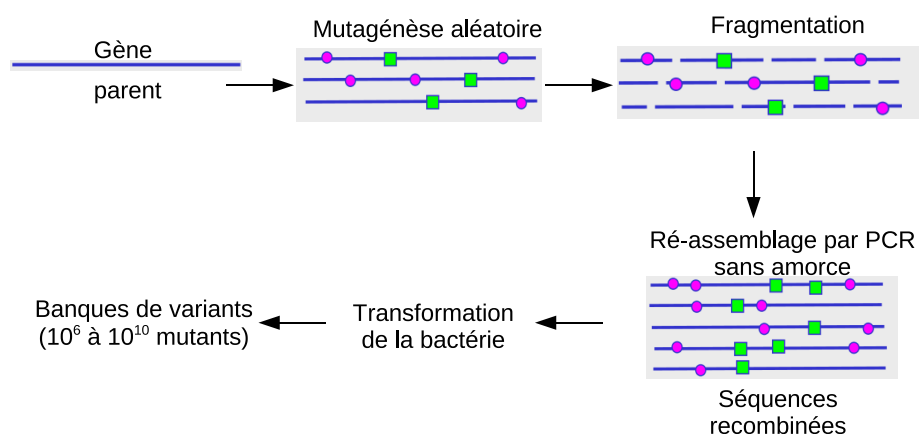 Gène
parent
Mutagénèse aléatoire
Fragmentation
Ré-assemblage par PCR
sans amorce
Séquences
recombinées
Transformation
de la bactérie
Banques de variants
(10⁶ à 10¹⁰ mutants)